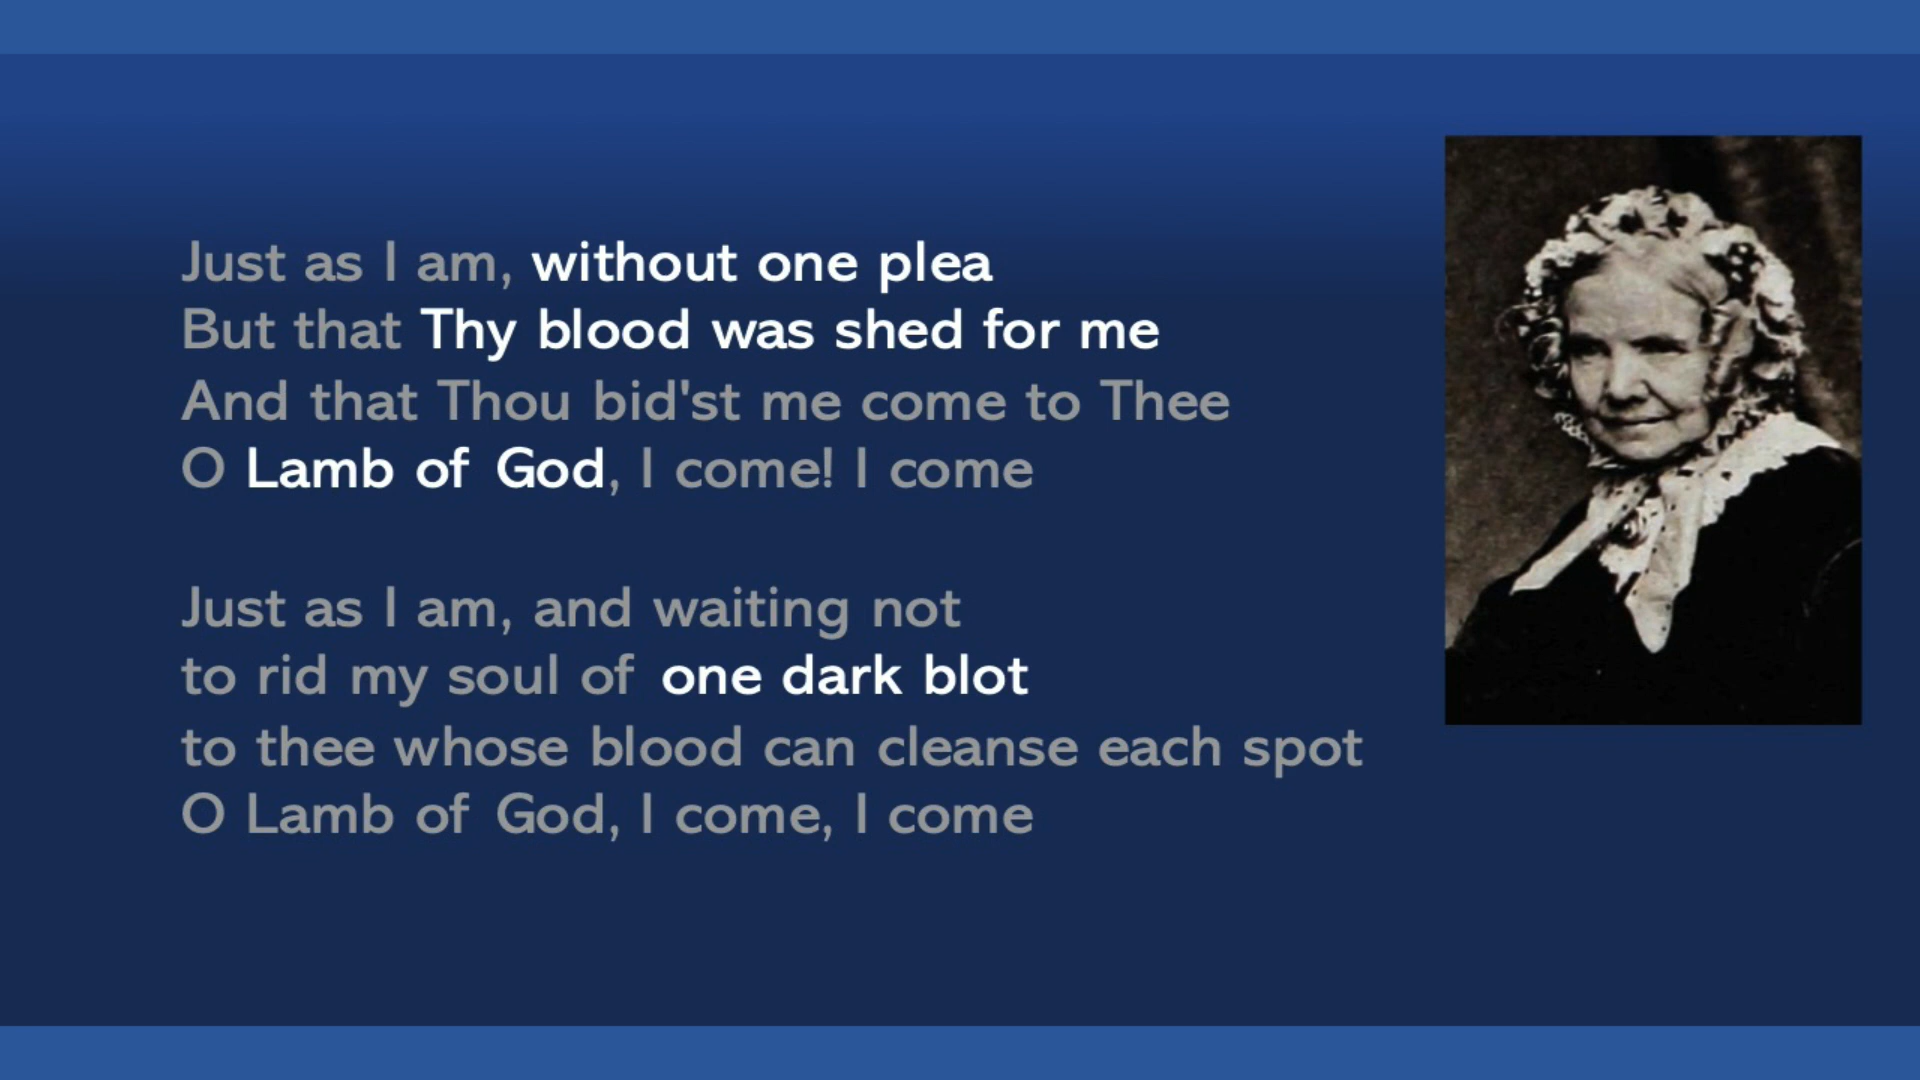 Just as I am, without one plea
But that Thy blood was shed for me
And that Thou bid'st me come to Thee
O Lamb of God, I come! I come
Just as I am, and waiting not
to rid my soul of one dark blot
to thee whose blood can cleanse each spot
O Lamb of God, I come, I come